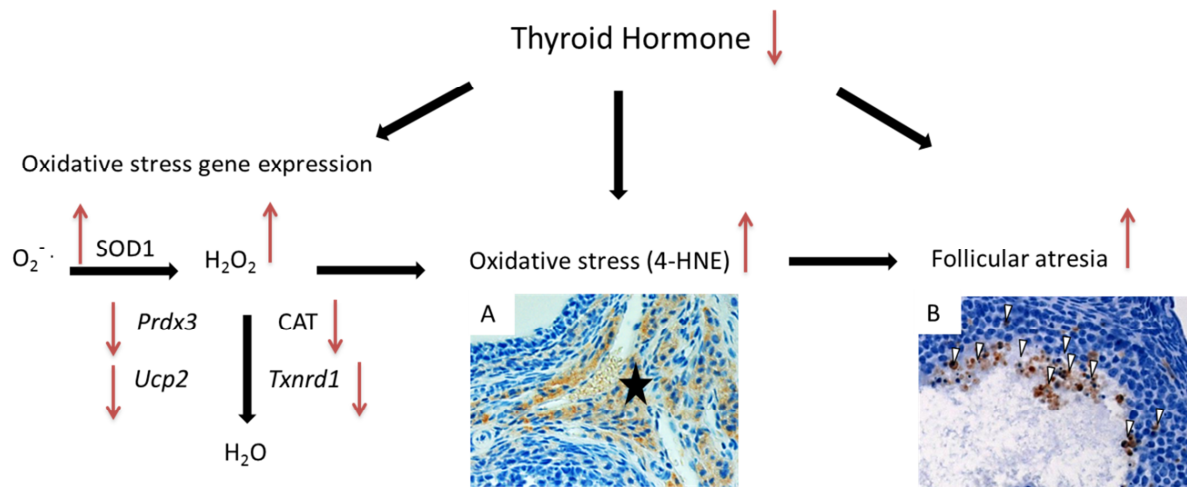 Thyroid Hormone
Oxidative stress gene expression
O₂⁻· SOD1 H₂O₂
Oxidative stress (4-HNE)
Follicular atresia
Prdx3 CAT
Ucp2 Txnrd1
H₂O
A
B